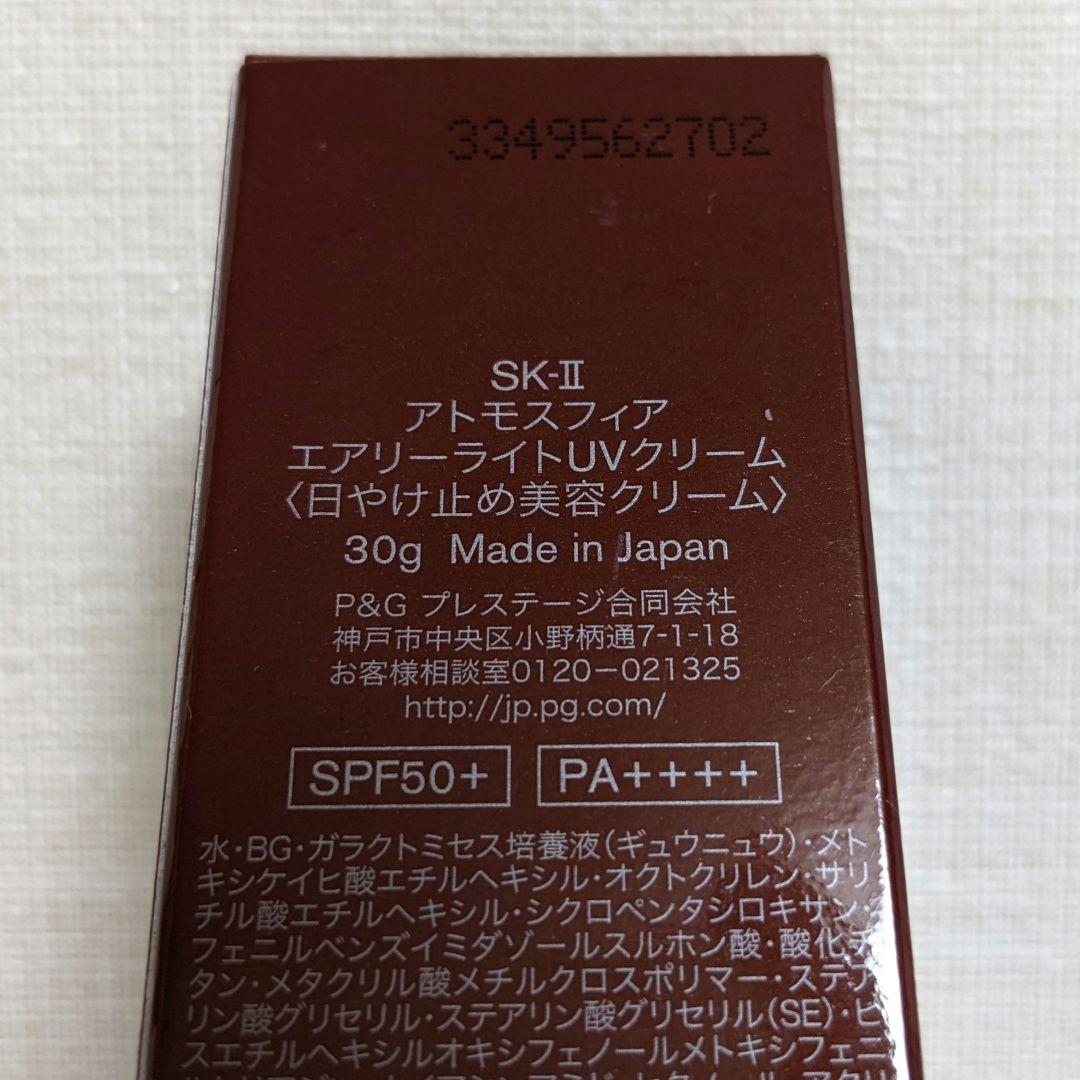 3349562702
SK-Ⅱ
アトモスフィア
エアリーライトUVクリーム
〈日やけ止め美容クリーム〉
30g Made in Japan
P&G プレステージ合同会社
神戸市中央区小野柄通7-1-18
お客様相談室0120-021325
http://jp.pg.com/
SPF50+ PA++++
水・BG・ガラクトミセス培養液(ギュウニュウ)・メト
キシケイヒ酸エチルヘキシル・オクトクリレン・サリ
チル酸エチルヘキシル・シクロペンタシロキサン・
フェニルベンズイミダゾールスルホン酸・酸化チ
タン・メタクリル酸メチルクロスポリマー・ステア
リン酸グリセリル・ステアリン酸グリセリル(SE)・ビ
スエチルヘキシルオキシフェノールメトキシフェニ